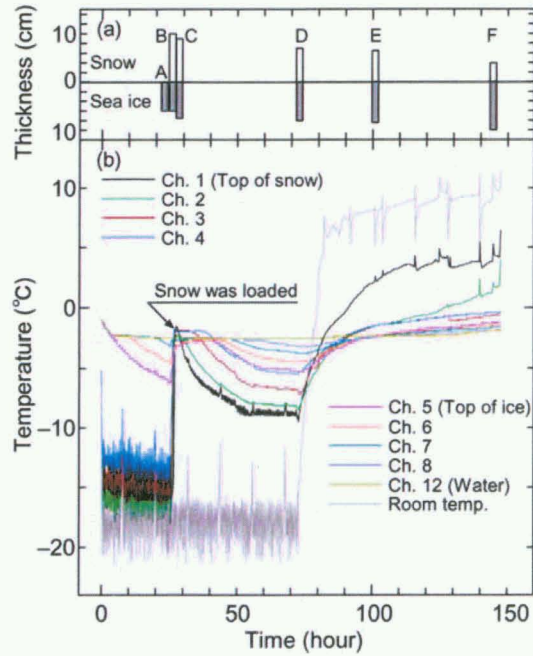 (a)
B
C
D
E
F
A
Snow
Sea ice
Thickness (cm)
10
0
10
(b)
Ch. 1 (Top of snow)
Ch. 2
Ch. 3
Ch. 4
Snow was loaded
Ch. 5 (Top of ice)
Ch. 6
Ch. 7
Ch. 8
Ch. 12 (Water)
Room temp.
Temperature (°C)
10
0
−10
−20
0
50
100
150
Time (hour)